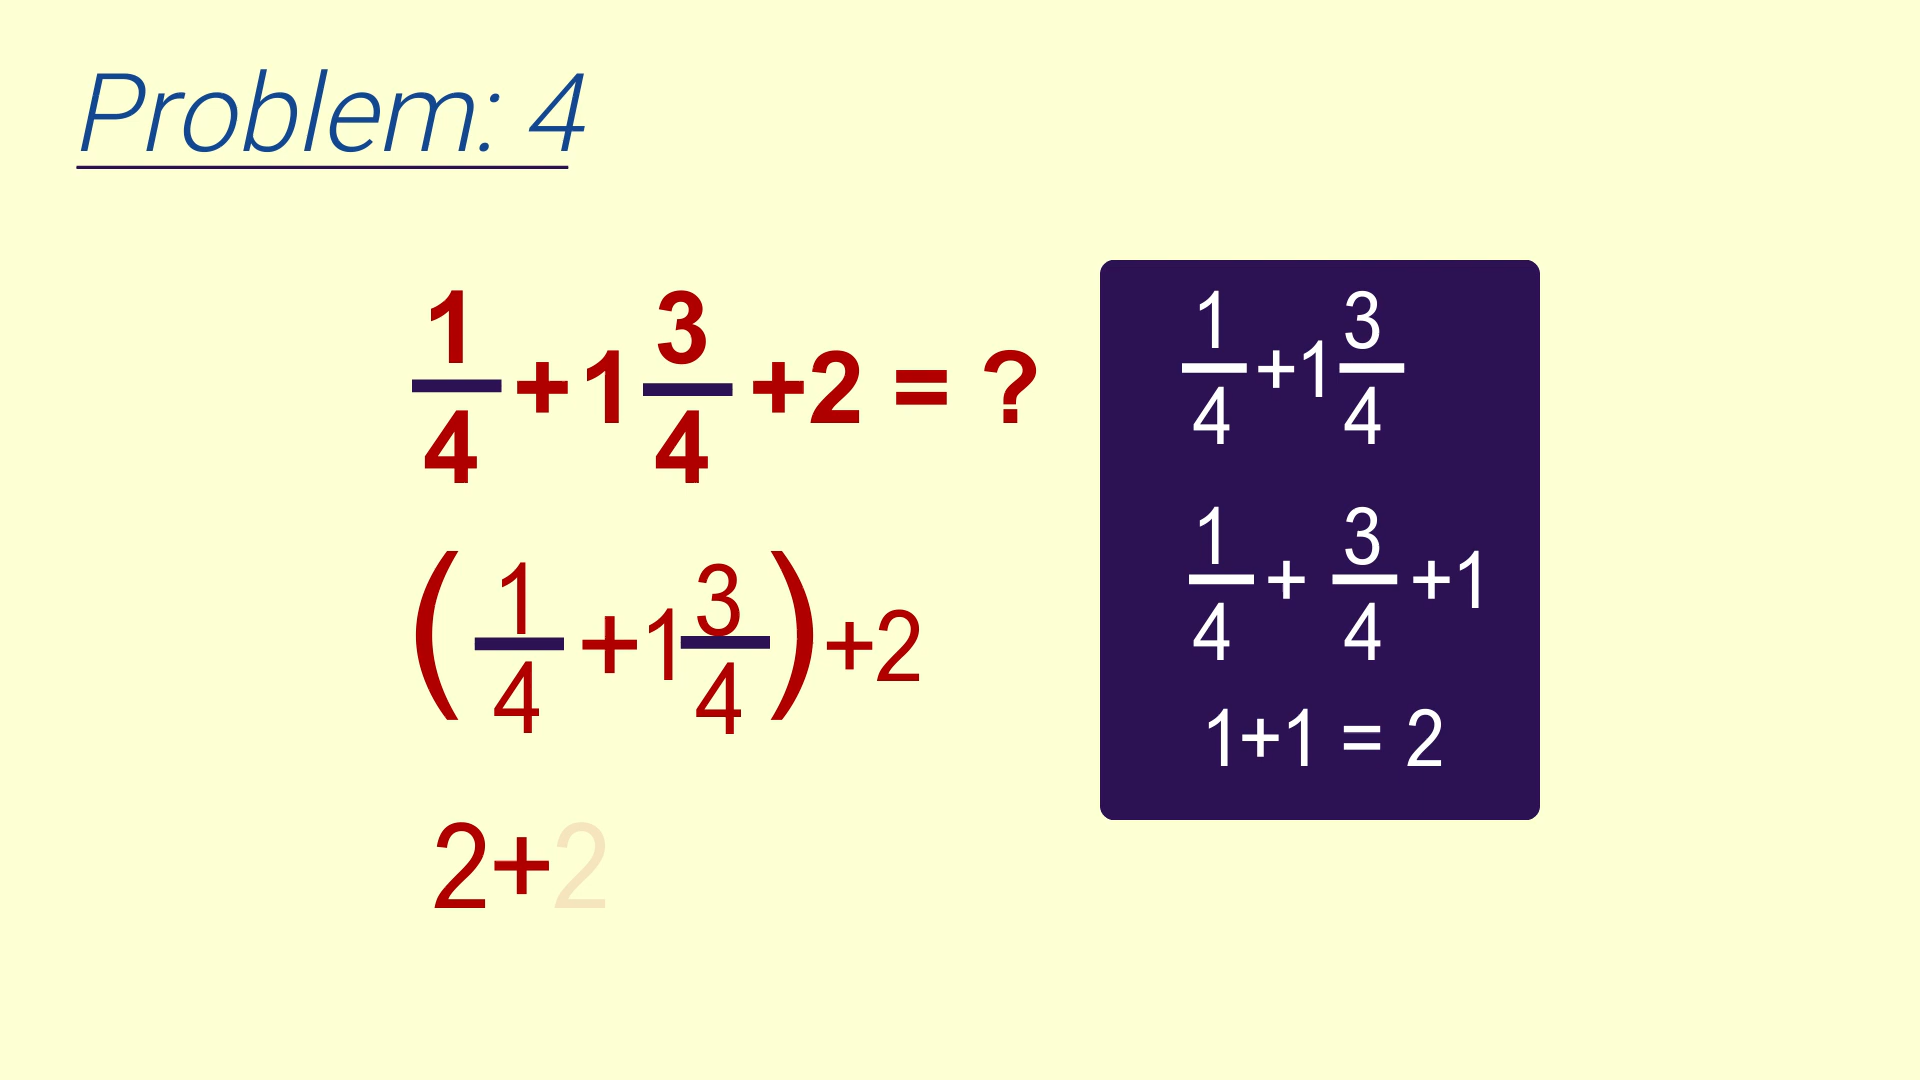 Problem: 4
1/4 +1 3/4 +2 = ?
(1/4 +1 3/4) +2
2+2
1/4 +1 3/4
1/4 + 3/4 +1
1+1 = 2